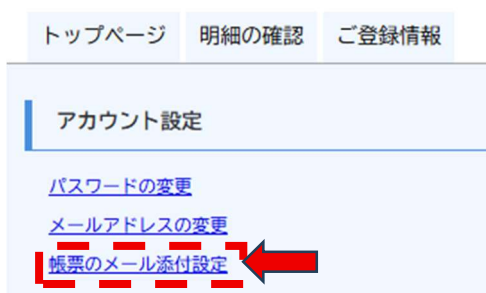 トップページ 明細の確認 ご登録情報
アカウント設定
パスワードの変更
メールアドレスの変更
帳票のメール添付設定